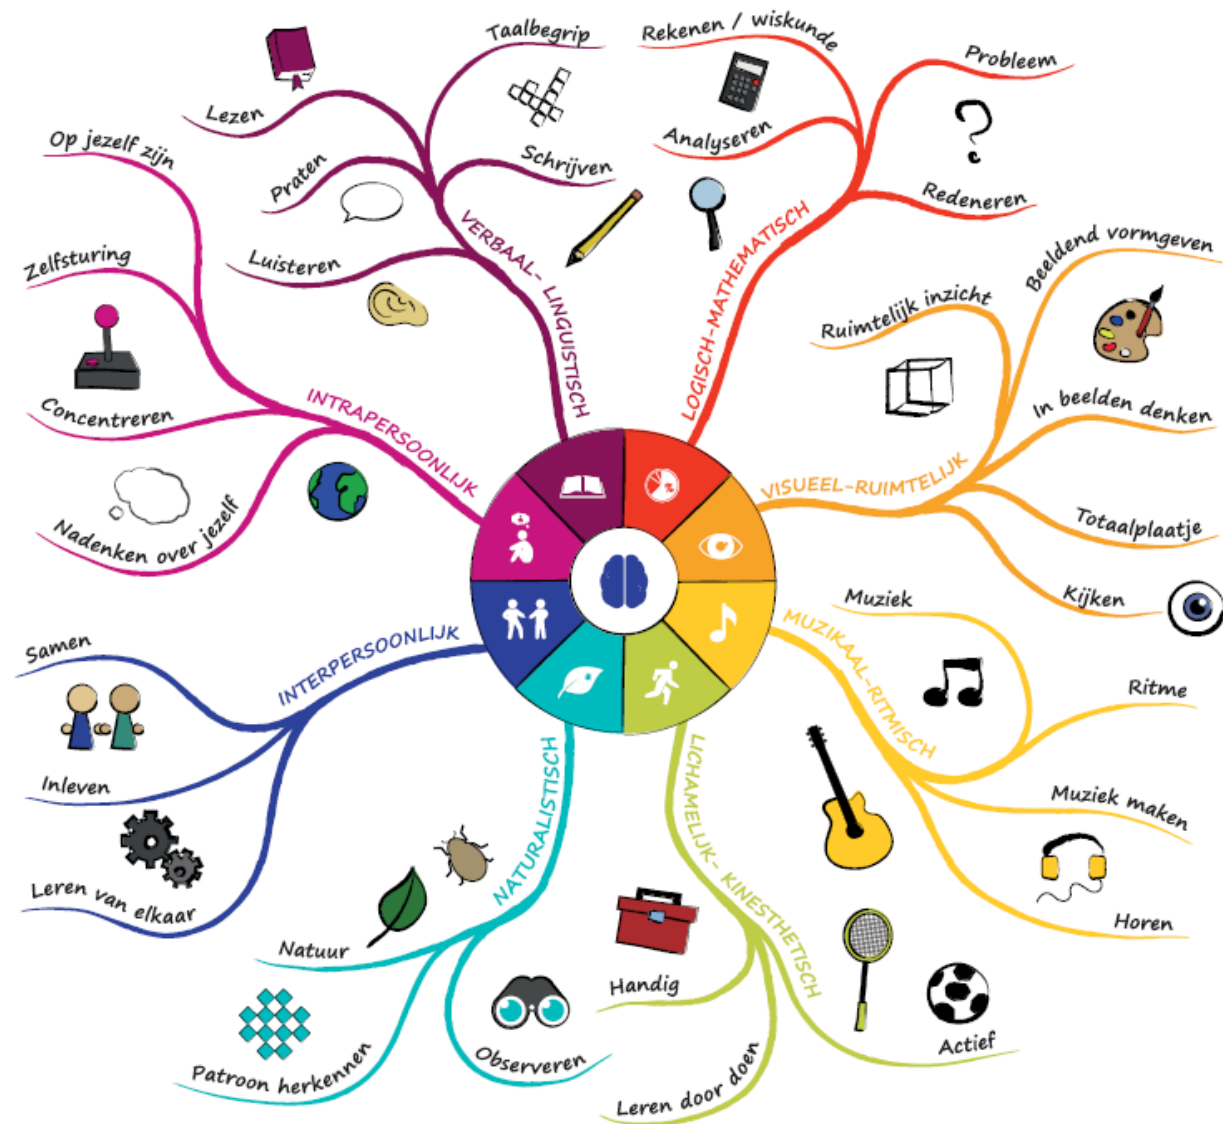 Taalbegrip
Lezen
Praten
Schrijven
Luisteren
VERBAAL- LINGUISTISCH
Rekenen / wiskunde
Probleem
Analyseren
Redeneren
LOGISCH-MATHEMATISCH
Beeldend vormgeven
Ruimtelijk inzicht
In beelden denken
VISUEEL-RUIMTELIJK
Totaalplaatje
Kijken
Muziek
Ritme
MUZIKAAL-RITMISCH
Muziek maken
Horen
LICHAMELIJK- KINESTHETISCH
Handig
Actief
Leren door doen
NATURALISTISCH
Natuur
Observeren
Patroon herkennen
INTERPERSOONLIJK
Samen
Inleven
Leren van elkaar
INTRAPERSOONLIJK
Op jezelf zijn
Zelfsturing
Concentreren
Nadenken over jezelf